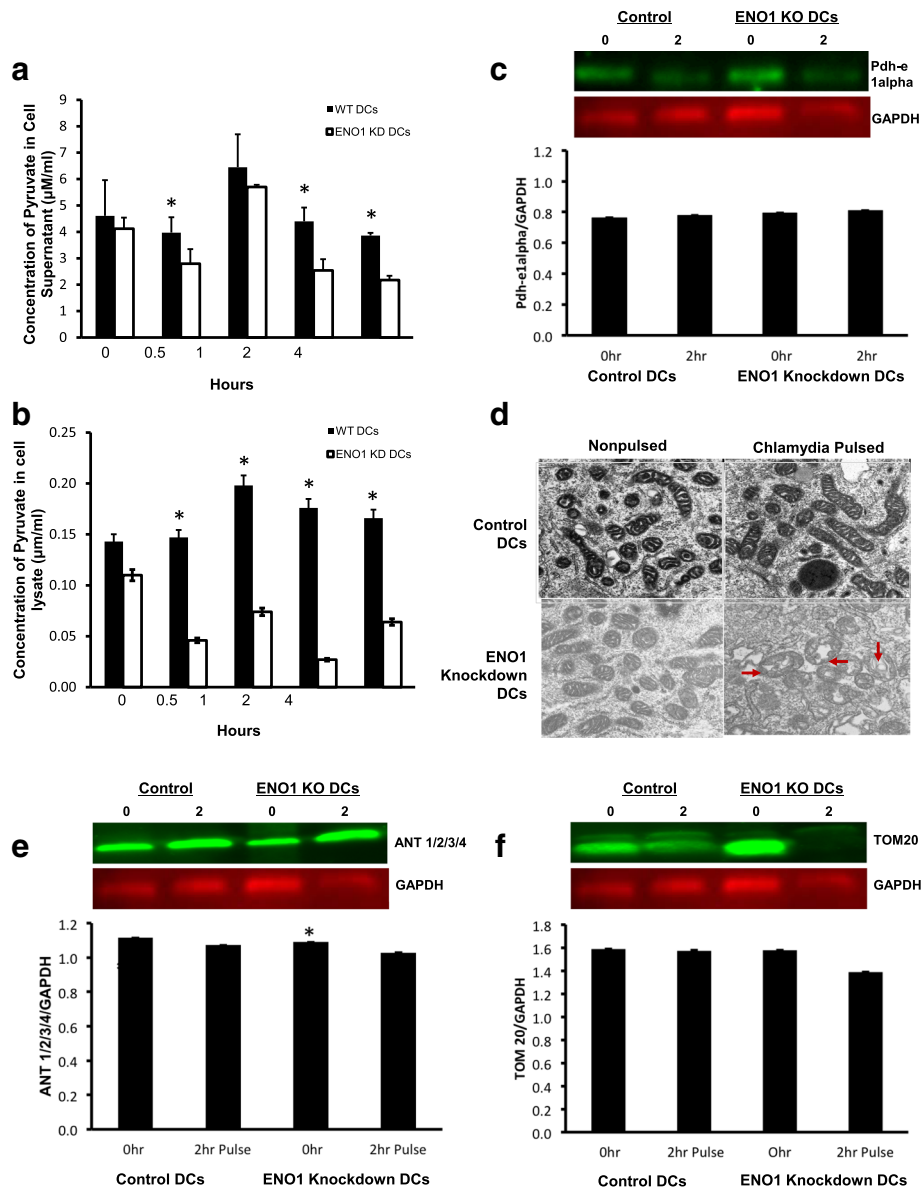 a
9
8
7
6
5
4
3
2
1
0
Concentration of Pyruvate in Cell
Supernatant (µM/ml)
WT DCs
ENO1 KD DCs
* * *
0 0.5 1 2 4
Hours
b
0.25
0.20
0.15
0.10
0.05
0.00
Concentration of Pyruvate in cell
lysate (µm/ml)
WT DCs
ENO1 KD DCs
* * * *
0 0.5 1 2 4
Hours
c
Control ENO1 KO DCs
0 2 0 2
Pdh-e
1alpha
GAPDH
1.2
1.0
0.8
0.6
0.4
0.2
0.0
Pdh-e1alpha/GAPDH
0hr 2hr 0hr 2hr
Control DCs ENO1 Knockdown DCs
d
Nonpulsed Chlamydia Pulsed
Control
DCs
ENO1
Knockdown
DCs
e
Control ENO1 KO DCs
0 2 0 2
ANT 1/2/3/4
GAPDH
1.2
1.0
0.8
0.6
0.4
0.2
0.0
ANT 1/2/3/4/GAPDH
*
0hr 2hr Pulse 0hr 2hr Pulse
Control DCs ENO1 Knockdown DCs
f
Control ENO1 KO DCs
0 2 0 2
TOM20
GAPDH
1.8
1.6
1.4
1.2
1.0
0.8
0.6
0.4
0.2
0.0
TOM 20/GAPDH
0hr 2hr Pulse Ohr 2hr Pulse
Control DCs ENO1 Knockdown DCs